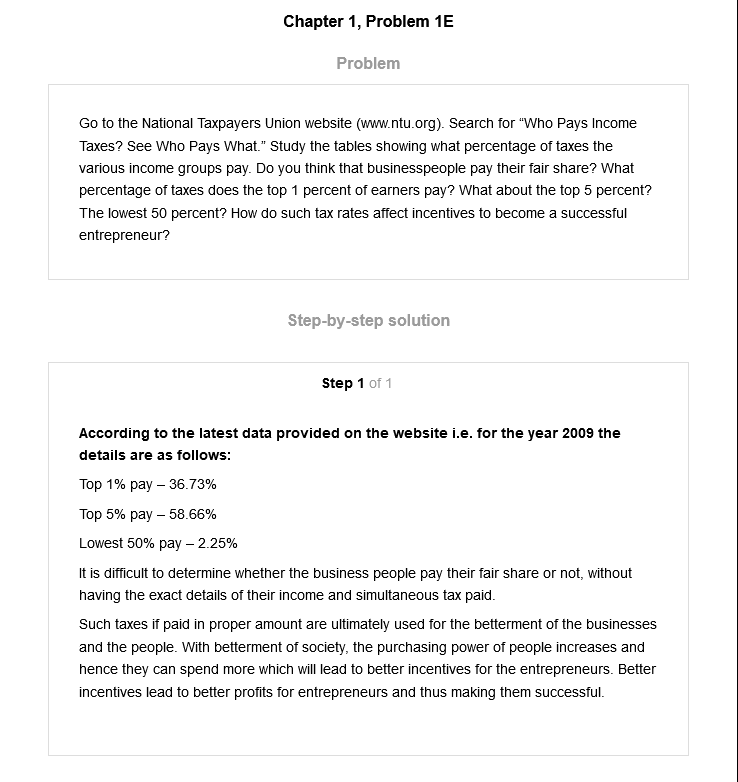 Chapter 1, Problem 1E
Problem
Go to the National Taxpayers Union website (www.ntu.org). Search for “Who Pays Income
Taxes? See Who Pays What.” Study the tables showing what percentage of taxes the
various income groups pay. Do you think that businesspeople pay their fair share? What
percentage of taxes does the top 1 percent of earners pay? What about the top 5 percent?
The lowest 50 percent? How do such tax rates affect incentives to become a successful
entrepreneur?
Step-by-step solution
Step 1 of 1
According to the latest data provided on the website i.e. for the year 2009 the
details are as follows:
Top 1% pay – 36.73%
Top 5% pay – 58.66%
Lowest 50% pay – 2.25%
It is difficult to determine whether the business people pay their fair share or not, without
having the exact details of their income and simultaneous tax paid.
Such taxes if paid in proper amount are ultimately used for the betterment of the businesses
and the people. With betterment of society, the purchasing power of people increases and
hence they can spend more which will lead to better incentives for the entrepreneurs. Better
incentives lead to better profits for entrepreneurs and thus making them successful.